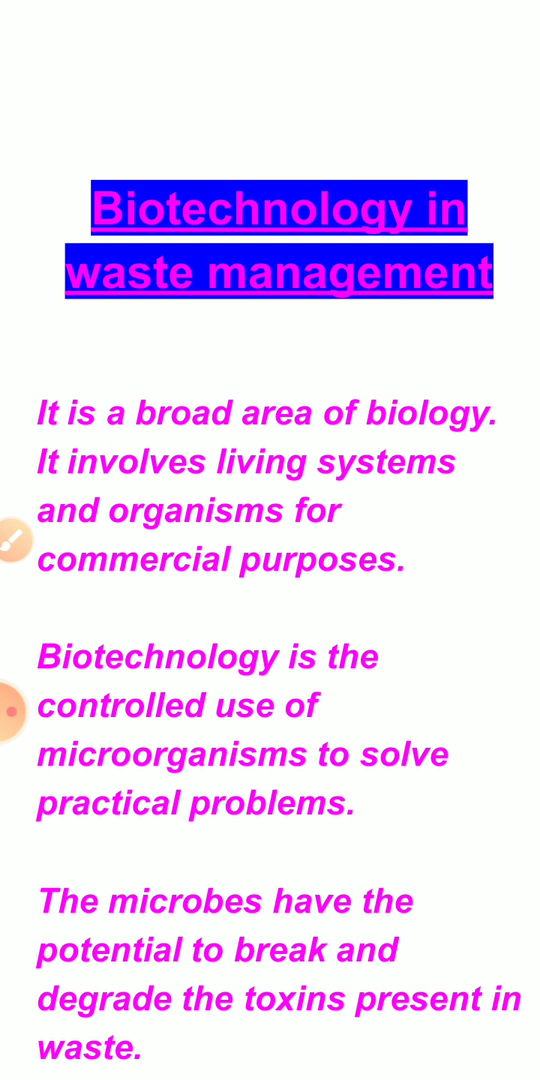 Biotechnology in
waste management
It is a broad area of biology.
It involves living systems
and organisms for
commercial purposes.
Biotechnology is the
controlled use of
microorganisms to solve
practical problems.
The microbes have the
potential to break and
degrade the toxins present in
waste.